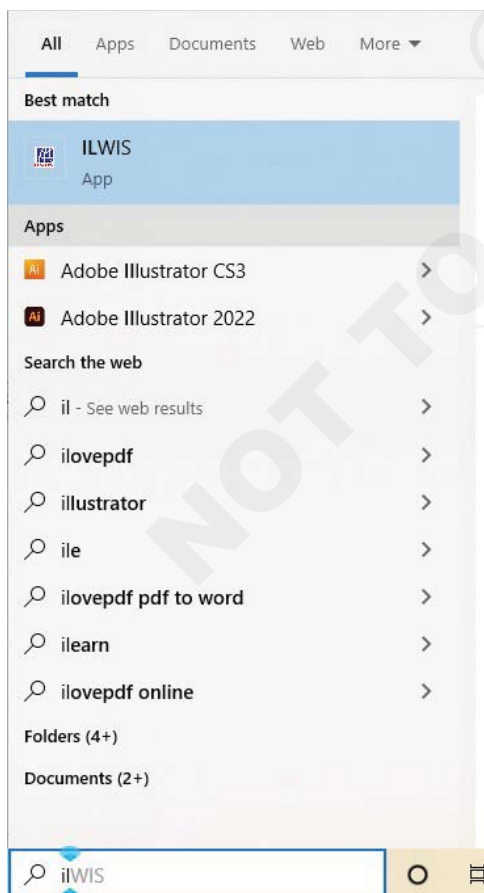 All Apps Documents Web More
Best match
ILWIS
App
Apps
Adobe Illustrator CS3
Adobe Illustrator 2022
Search the web
il - See web results
ilovepdf
illustrator
ile
ilovepdf pdf to word
ilearn
ilovepdf online
Folders (4+)
Documents (2+)
ilWIS
NOT TO